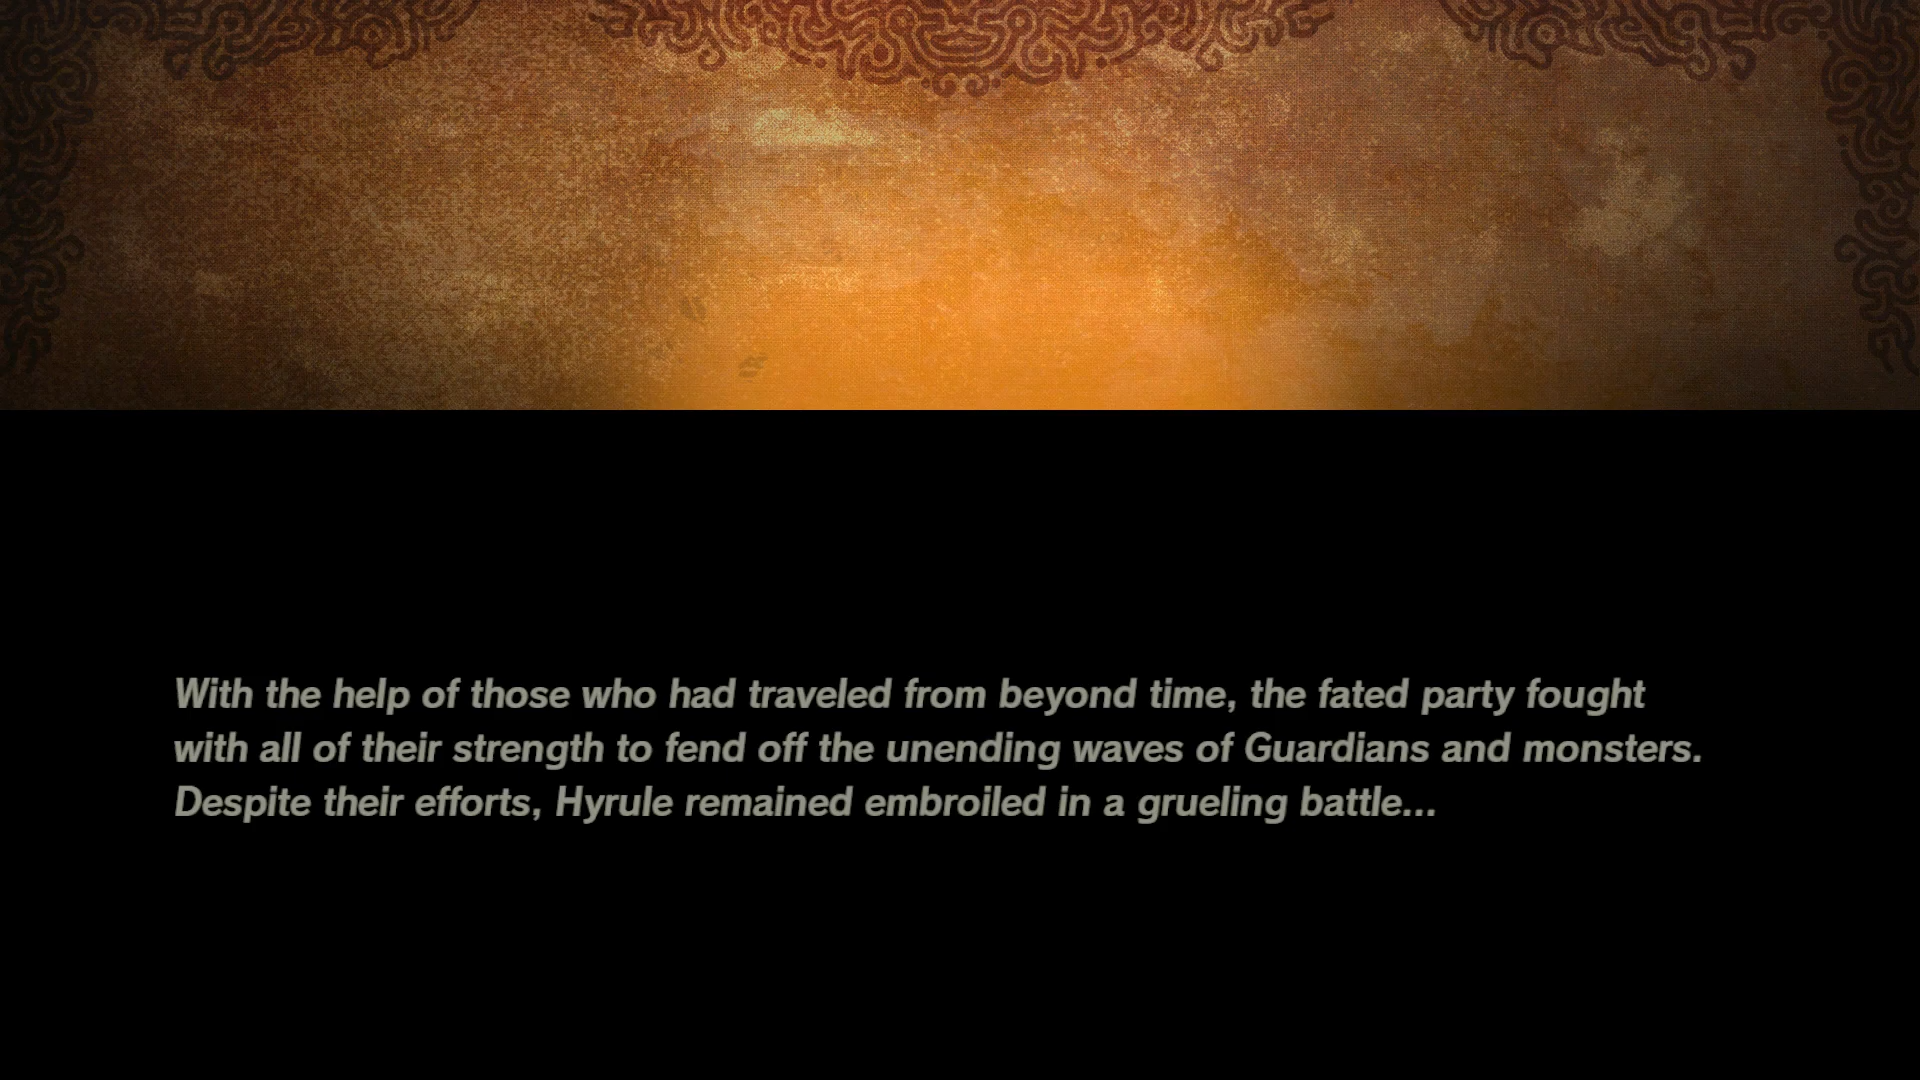 With the help of those who had traveled from beyond time, the fated party fought
with all of their strength to fend off the unending waves of Guardians and monsters.
Despite their efforts, Hyrule remained embroiled in a grueling battle...